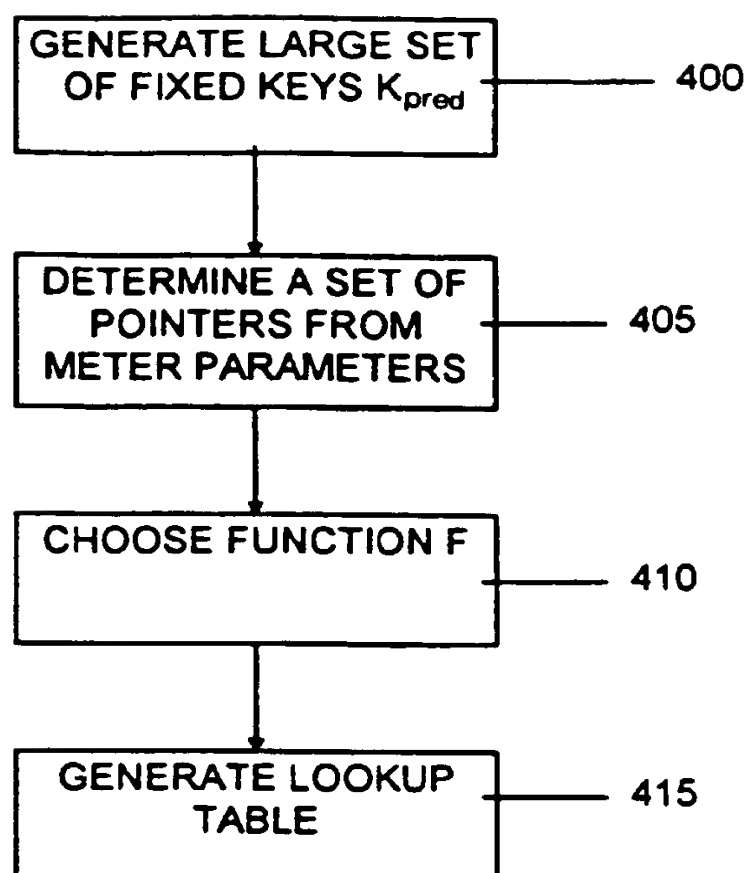 GENERATE LARGE SET
OF FIXED KEYS Kpred
400
DETERMINE A SET OF
POINTERS FROM
METER PARAMETERS
405
CHOOSE FUNCTION F
410
GENERATE LOOKUP
TABLE
415